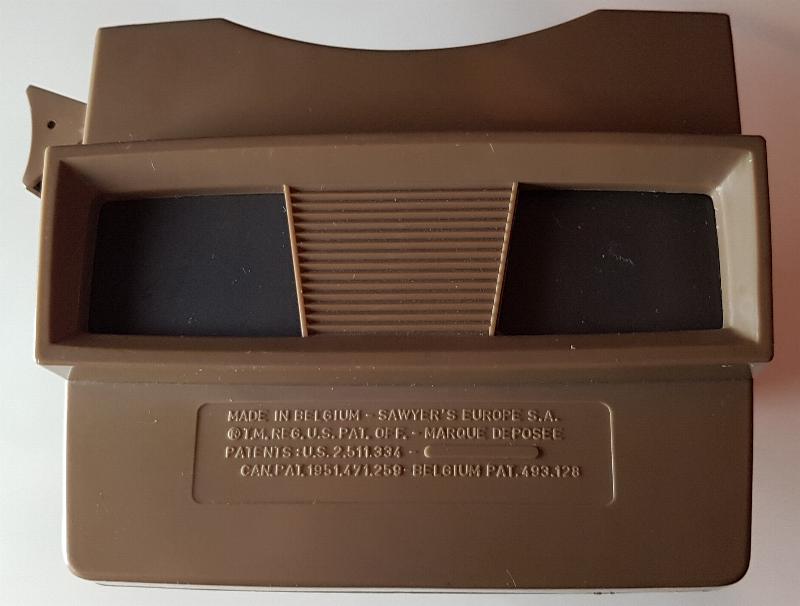 MADE IN BELGIUM - SAWYER'S EUROPE S.A.
®T.M. REG. U.S. PAT. OFF. - MARQUE DEPOSEE
PATENTS: U.S. 2,511,334 -
CAN. PAT. 1951,471,259- BELGIUM PAT. 493.128